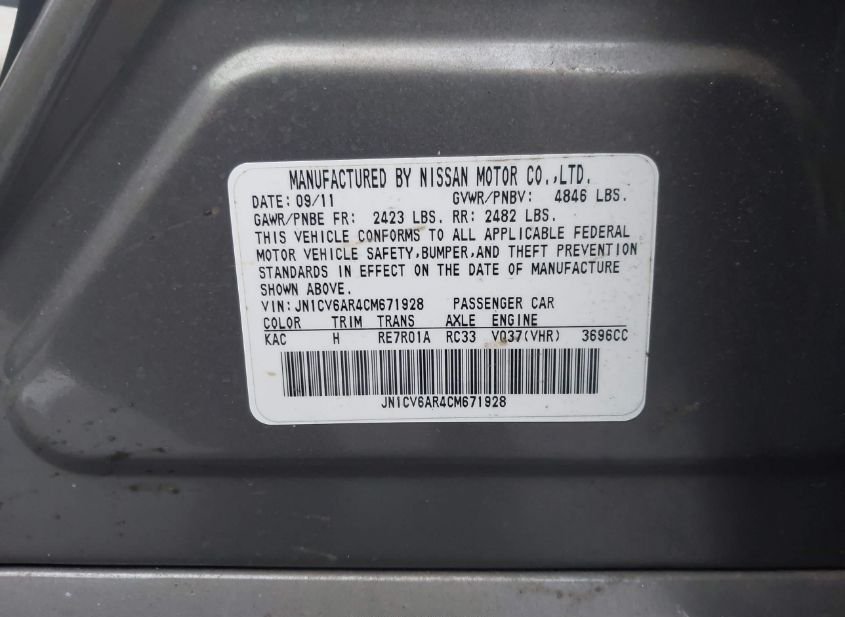 MANUFACTURED BY NISSAN MOTOR CO.,LTD.
DATE: 09/11 GVWR/PNBV: 4846 LBS.
GAWR/PNBE FR: 2423 LBS. RR: 2482 LBS.
THIS VEHICLE CONFORMS TO ALL APPLICABLE FEDERAL
MOTOR VEHICLE SAFETY,BUMPER,AND THEFT PREVENTION
STANDARDS IN EFFECT ON THE DATE OF MANUFACTURE
SHOWN ABOVE.
VIN:JN1CV6AR4CM671928 PASSENGER CAR
COLOR TRIM TRANS AXLE ENGINE
KAC H RE7R01A RC33 VQ37(VHR) 3696CC
JN1CV6AR4CM671928